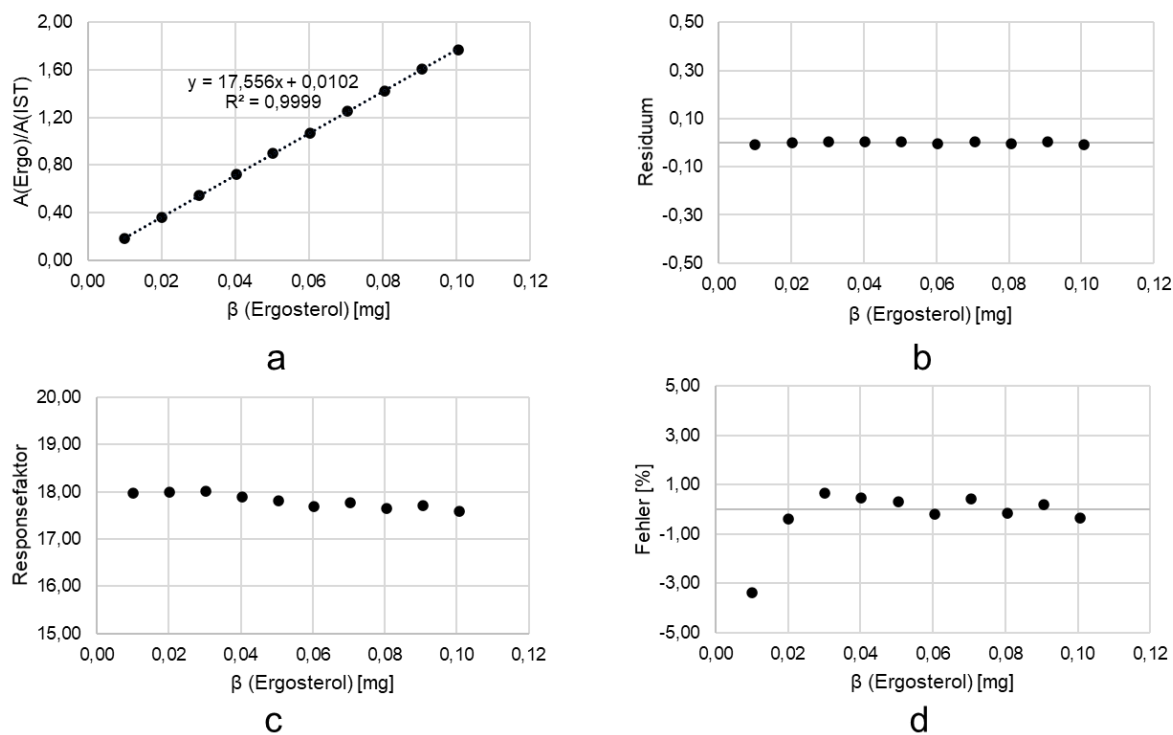 2,00
1,60
1,20
0,80
0,40
0,00
A(Ergo)/A(IST)
y = 17,556x + 0,0102
R² = 0,9999
0,00 0,02 0,04 0,06 0,08 0,10 0,12
β (Ergosterol) [mg]
a
0,50
0,30
0,10
-0,10
-0,30
-0,50
Residuum
0,00 0,02 0,04 0,06 0,08 0,10 0,12
β (Ergosterol) [mg]
b
20,00
19,00
18,00
17,00
16,00
15,00
Responsefaktor
0,00 0,02 0,04 0,06 0,08 0,10 0,12
β (Ergosterol) [mg]
c
5,00
3,00
1,00
-1,00
-3,00
-5,00
Fehler [%]
0,00 0,02 0,04 0,06 0,08 0,10 0,12
β (Ergosterol) [mg]
d